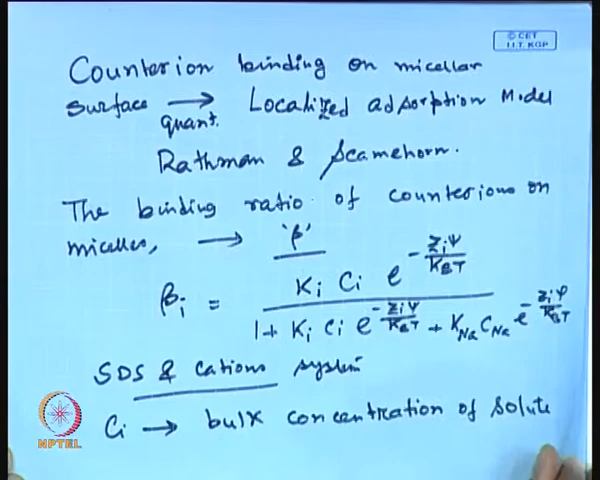 © CET
I.I.T. KGP
Counterion binding on micellar
surface → Localized adsorption Model
quant.
Rathman & Scamehorn.
The binding ratio of counterions on
micelles, → 'β'
βi = Ki Ci e^(-ziψ/KBT) / (1 + Ki Ci e^(-ziψ/KBT) + KNa CNa e^(-ziψ/KBT))
SDS & Cations system
Ci → bulk concentration of solute
NPTEL